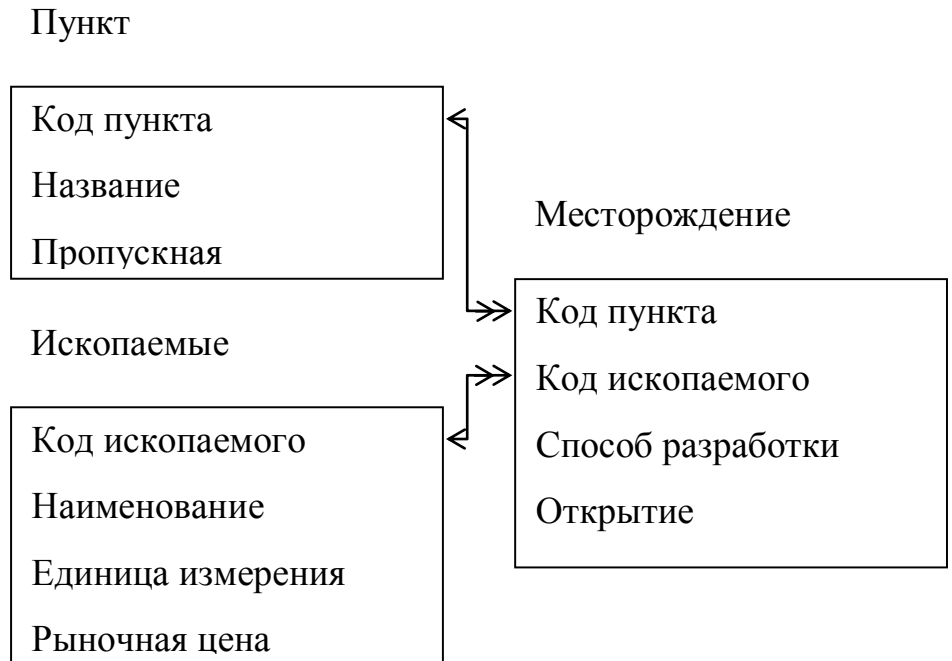 Пункт
Код пункта
Название
Пропускная
Месторождение
Код пункта
Код ископаемого
Способ разработки
Открытие
Ископаемые
Код ископаемого
Наименование
Единица измерения
Рыночная цена